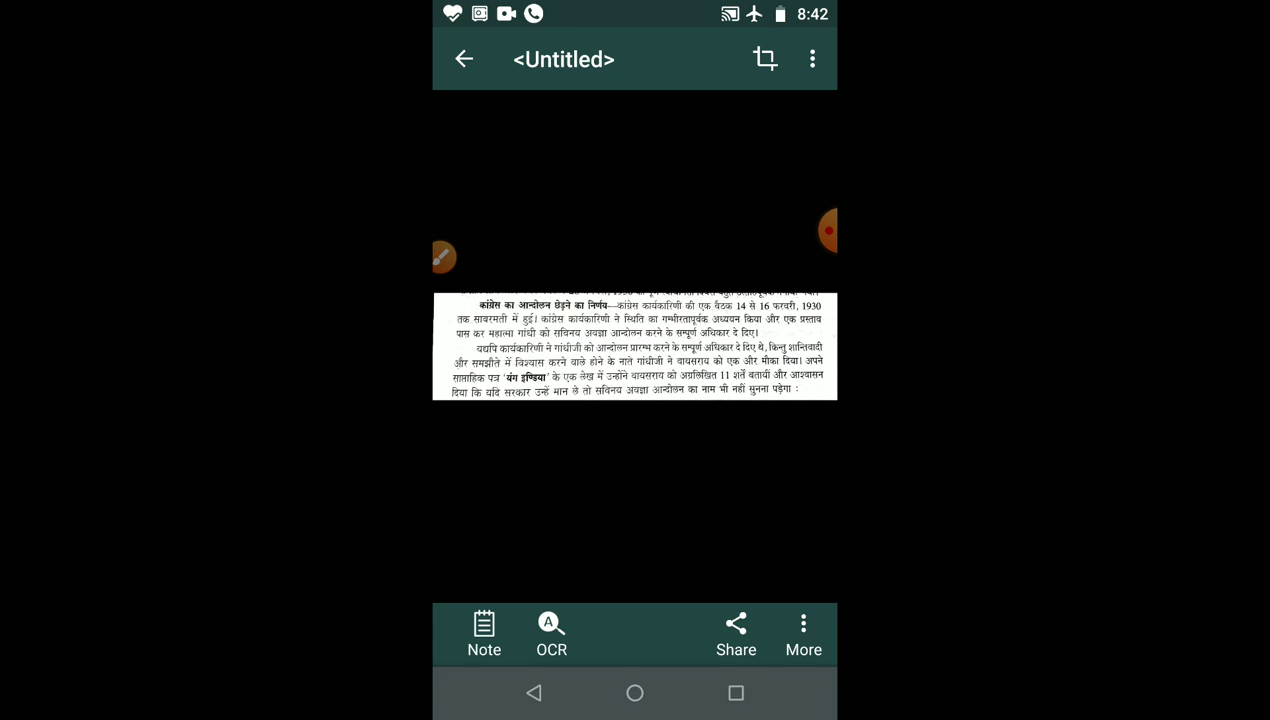 8:42
<Untitled>
1930
कांग्रेस का आन्दोलन छेड़ने का निर्णय—कांग्रेस कार्यकारिणी की एक बैठक 14 से 16 फरवरी, 1930
तक साबरमती में हुई। कांग्रेस कार्यकारिणी ने स्थिति का गम्भीरतापूर्वक अध्ययन किया और एक प्रस्ताव
पास कर महात्मा गांधी को सविनय अवज्ञा आन्दोलन करने के सम्पूर्ण अधिकार दे दिए।
यद्यपि कार्यकारिणी ने गांधीजी को आन्दोलन प्रारम्भ करने के सम्पूर्ण अधिकार दे दिए थे, किन्तु शान्तिवादी
और समझौते में विश्वास करने वाले होने के नाते गांधीजी ने वायसराय को एक और मौका दिया। अपने
साप्ताहिक पत्र 'यंग इण्डिया' के एक लेख में उन्होंने वायसराय को अग्रलिखित 11 शर्तें बतायीं और आश्वासन
दिया कि यदि सरकार उन्हें मान ले तो सविनय अवज्ञा आन्दोलन का नाम भी नहीं सुनना पड़ेगा :
Note OCR Share More